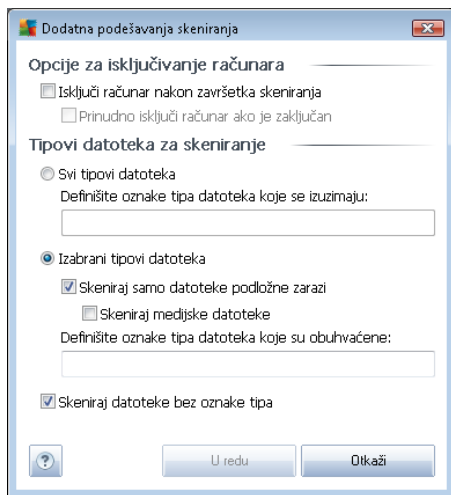 Dodatna podešavanja skeniranja
Opcije za isključivanje računara
Isključi računar nakon završetka skeniranja
Prinudno isključi računar ako je zaključan
Tipovi datoteka za skeniranje
Svi tipovi datoteka
Definišite oznake tipa datoteka koje se izuzimaju:
Izabrani tipovi datoteka
Skeniraj samo datoteke podložne zarazi
Skeniraj medijske datoteke
Definišite oznake tipa datoteka koje su obuhvaćene:
Skeniraj datoteke bez oznake tipa
?
U redu
Otkaži